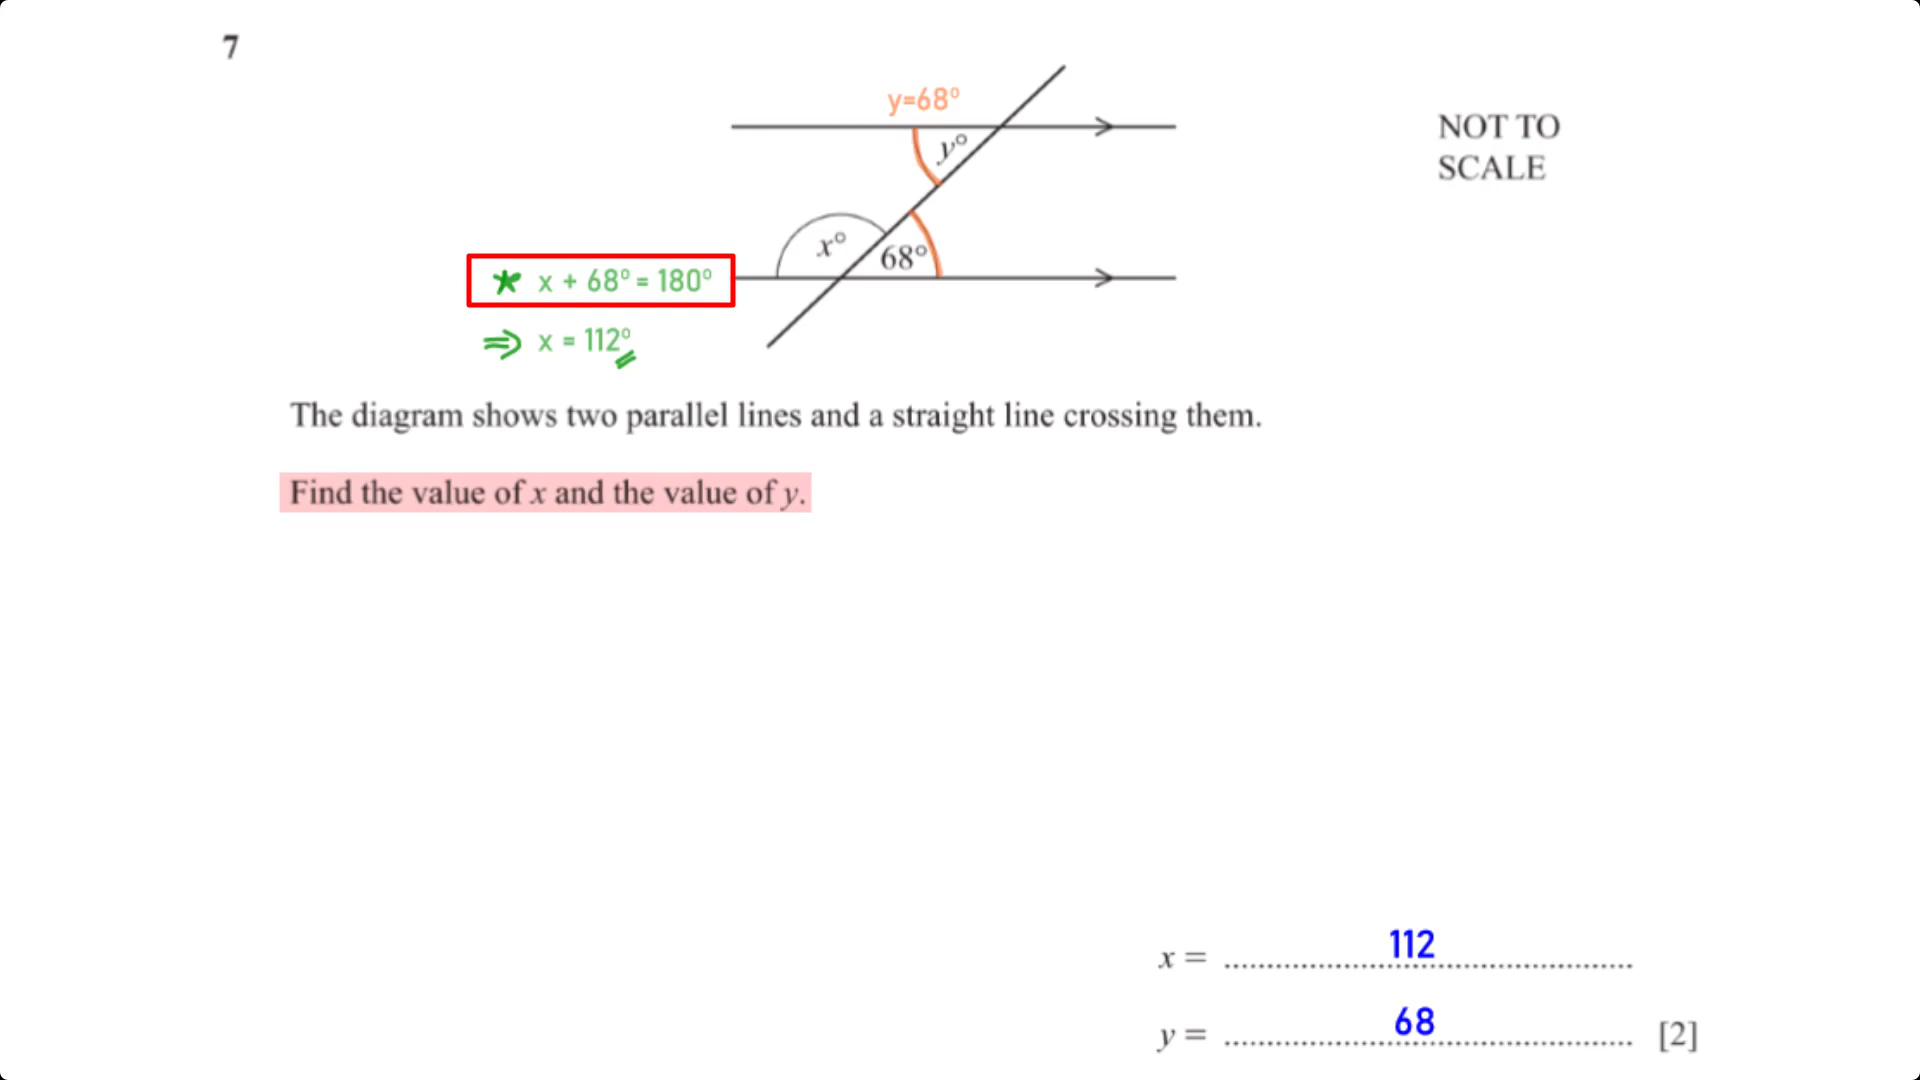 7
y=68°
NOT TO
SCALE
y°
x°
68°
* x + 68° = 180°
⇒ x = 112°
The diagram shows two parallel lines and a straight line crossing them.
Find the value of x and the value of y.
x = .................... 112 ....................
y = .................... 68 .................... [2]